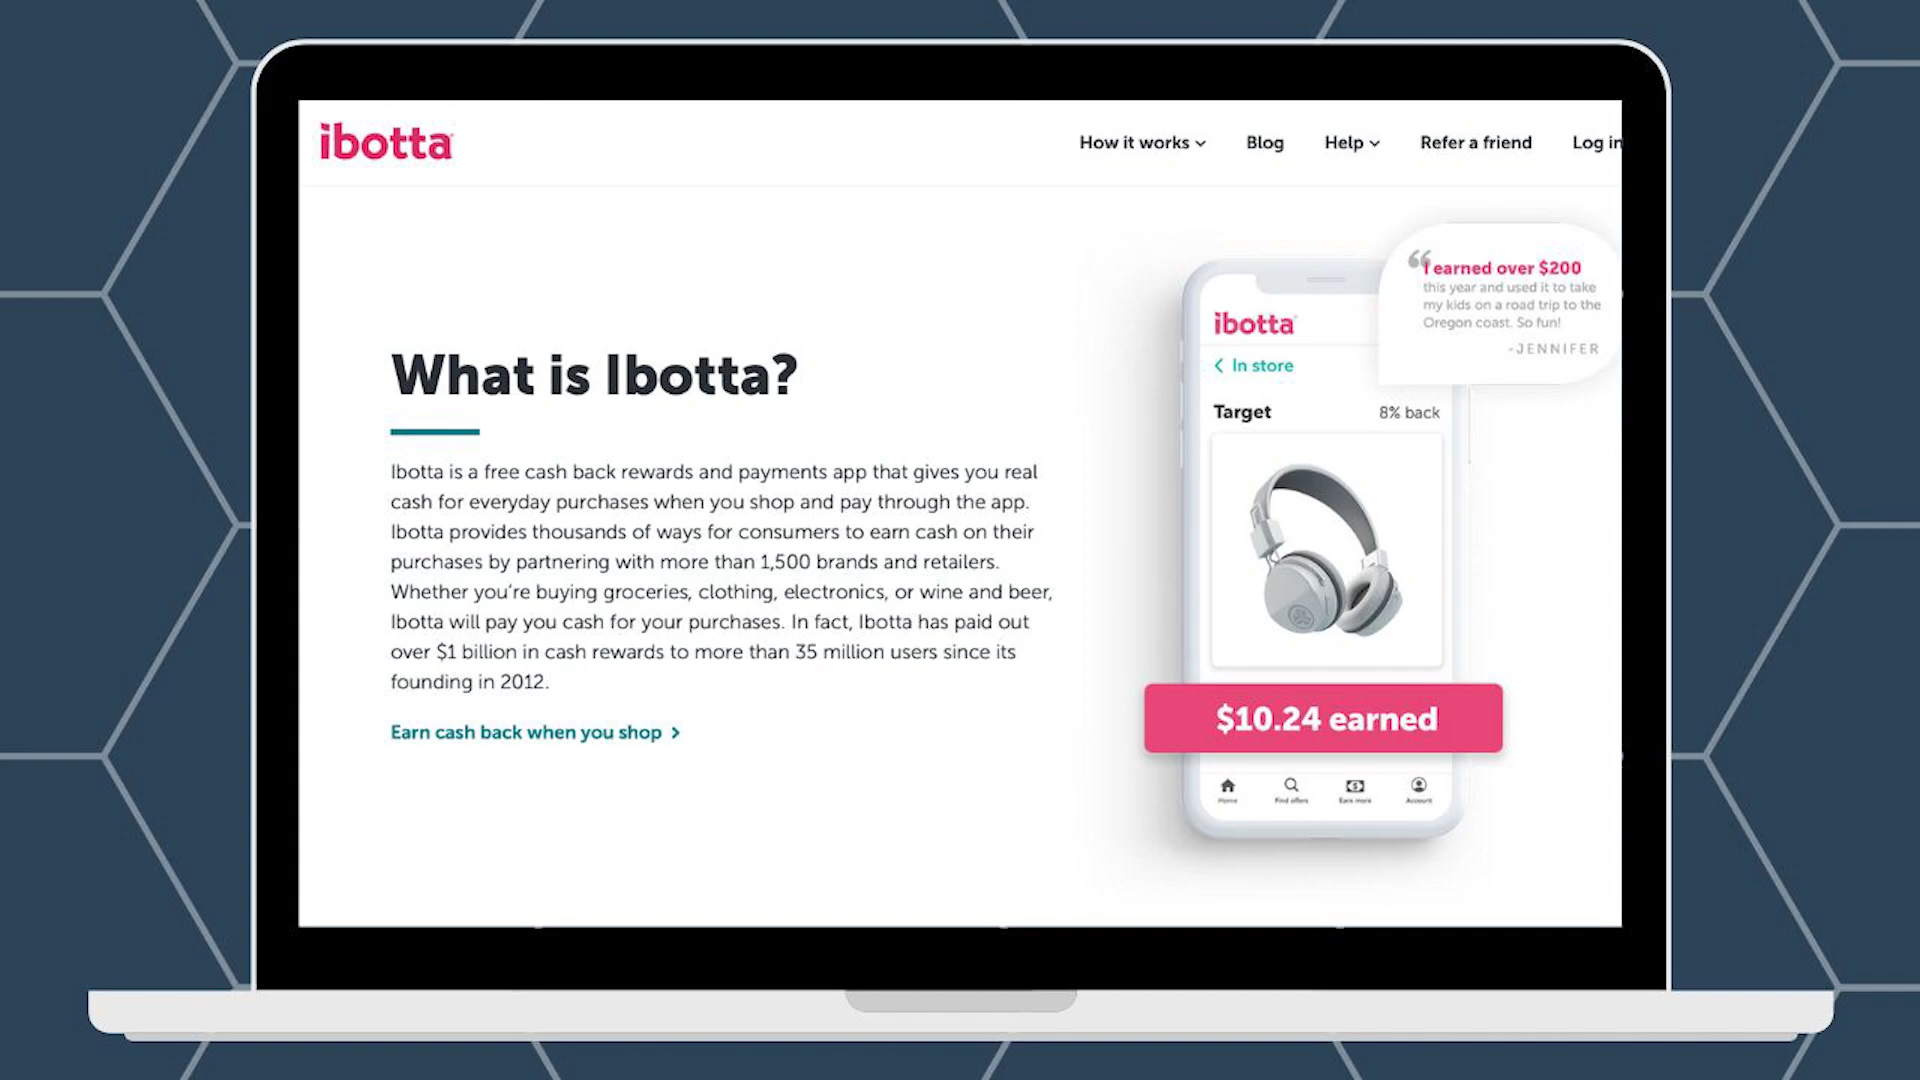 ibotta
How it works
Blog
Help
Refer a friend
Log in
What is Ibotta?
Ibotta is a free cash back rewards and payments app that gives you real
cash for everyday purchases when you shop and pay through the app.
Ibotta provides thousands of ways for consumers to earn cash on their
purchases by partnering with more than 1,500 brands and retailers.
Whether you're buying groceries, clothing, electronics, or wine and beer,
Ibotta will pay you cash for your purchases. In fact, Ibotta has paid out
over $1 billion in cash rewards to more than 35 million users since its
founding in 2012.
Earn cash back when you shop >
“I earned over $200
this year and used it to take
my kids on a road trip to the
Oregon coast. So fun!
-JENNIFER
ibotta
< In store
Target 8% back
$10.24 earned
Home
Find offers
Earn more
Account